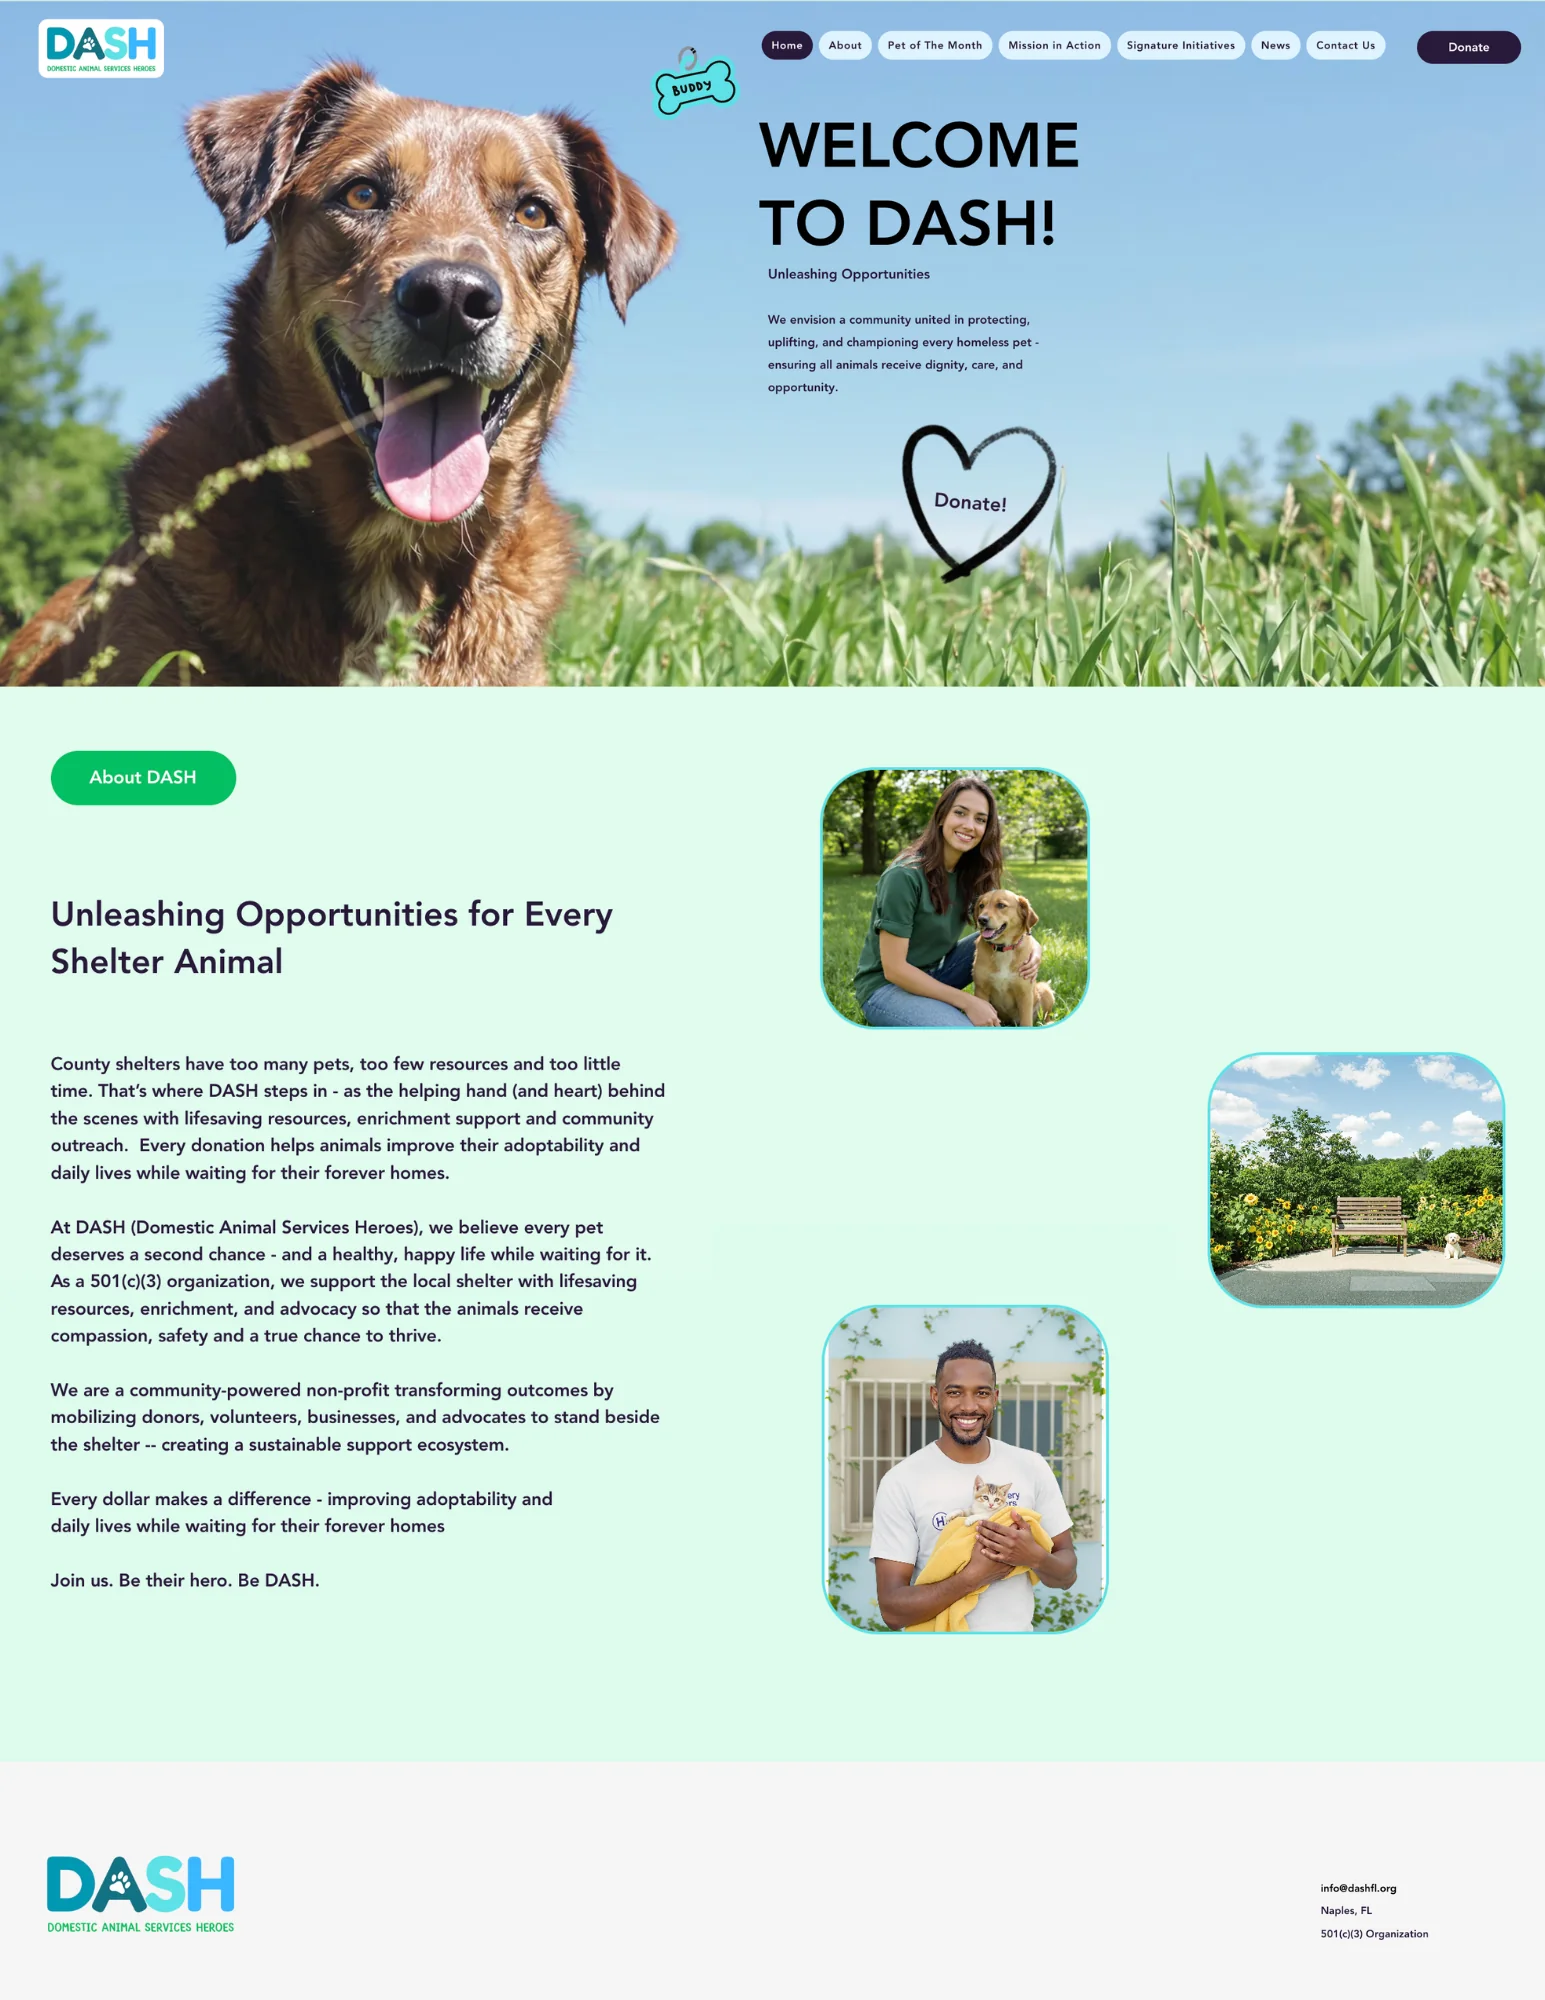 DASH
DOMESTIC ANIMAL SERVICES HEROES
BUDDY
Home
About
Pet of The Month
Mission in Action
Signature Initiatives
News
Contact Us
Donate
WELCOME
TO DASH!
Unleashing Opportunities
We envision a community united in protecting,
uplifting, and championing every homeless pet -
ensuring all animals receive dignity, care, and
opportunity.
Donate!
About DASH
Unleashing Opportunities for Every
Shelter Animal
County shelters have too many pets, too few resources and too little
time. That’s where DASH steps in - as the helping hand (and heart) behind
the scenes with lifesaving resources, enrichment support and community
outreach.  Every donation helps animals improve their adoptability and
daily lives while waiting for their forever homes.
At DASH (Domestic Animal Services Heroes), we believe every pet
deserves a second chance - and a healthy, happy life while waiting for it.
As a 501(c)(3) organization, we support the local shelter with lifesaving
resources, enrichment, and advocacy so that the animals receive
compassion, safety and a true chance to thrive.
We are a community-powered non-profit transforming outcomes by
mobilizing donors, volunteers, businesses, and advocates to stand beside
the shelter -- creating a sustainable support ecosystem.
Every dollar makes a difference - improving adoptability and
daily lives while waiting for their forever homes
Join us. Be their hero. Be DASH.
DASH
DOMESTIC ANIMAL SERVICES HEROES
info@dashfl.org
Naples, FL
501(c)(3) Organization